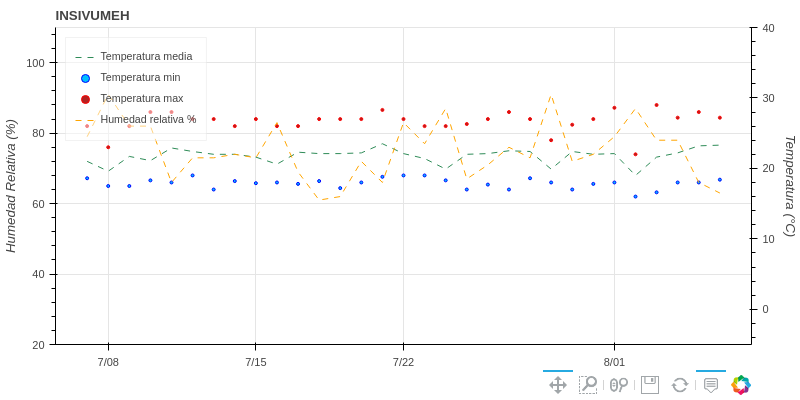 INSIVUMEH
Temperatura media
Temperatura min
Temperatura max
Humedad relativa %
Humedad Relativa (%)
100
80
60
40
20
40
30
20
10
0
Temperatura (°C)
7/08
7/15
7/22
8/01